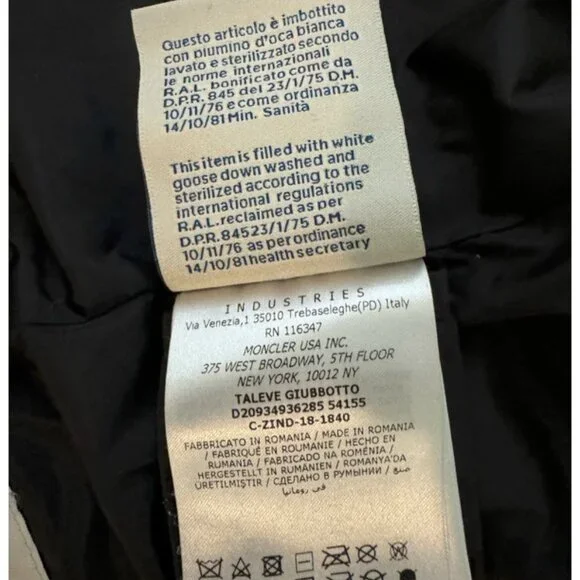 Questo articolo è imbottito
con piumino d'oca bianca
lavato e sterilizzato secondo
le norme internazionali
R.A.L. bonificato come da
D.P.R. 845 del 23/1/75 D.M.
10/11/76 e come ordinanza
14/10/81 Min. Sanità
This item is filled with white
goose down washed and
sterilized according to the
international regulations
R.A.L. reclaimed as per
D.P.R. 845 23/1/75 D.M.
10/11/76 as per ordinance
14/10/81 health secretary
INDUSTRIES
Via Venezia,1 35010 Trebaseleghe(PD) Italy
RN 116347
MONCLER USA INC.
375 WEST BROADWAY, 5TH FLOOR
NEW YORK, 10012 NY
TALEVE GIUBBOTTO
D20934936285 54155
C-ZIND-18-1840
FABBRICATO IN ROMANIA / MADE IN ROMANIA
/ FABRIQUÉ EN ROUMANIE / HECHO EN
RUMANIA / FABRICADO NA ROMÉNIA /
HERGESTELLT IN RUMÄNIEN / ROMANYA'DA
ÜRETİLMİŞTİR / СДЕЛАНО В РУМЫНИИ / صنع
في رومانيا